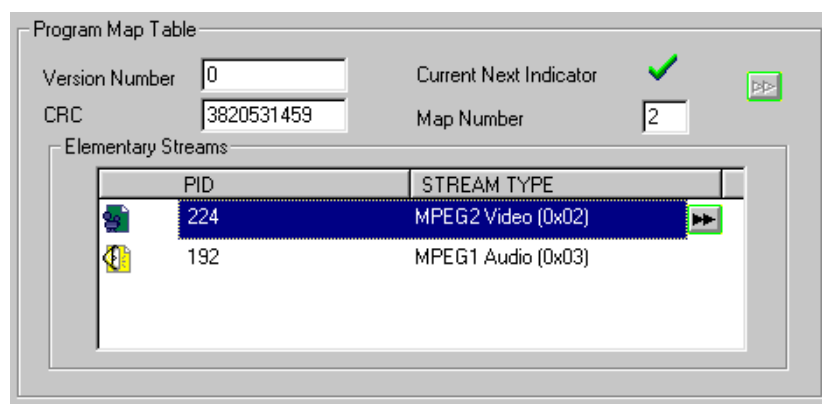 Program Map Table
Version Number 0 Current Next Indicator
CRC 3820531459 Map Number 2
Elementary Streams
PID STREAM TYPE
224 MPEG2 Video (0x02)
192 MPEG1 Audio (0x03)